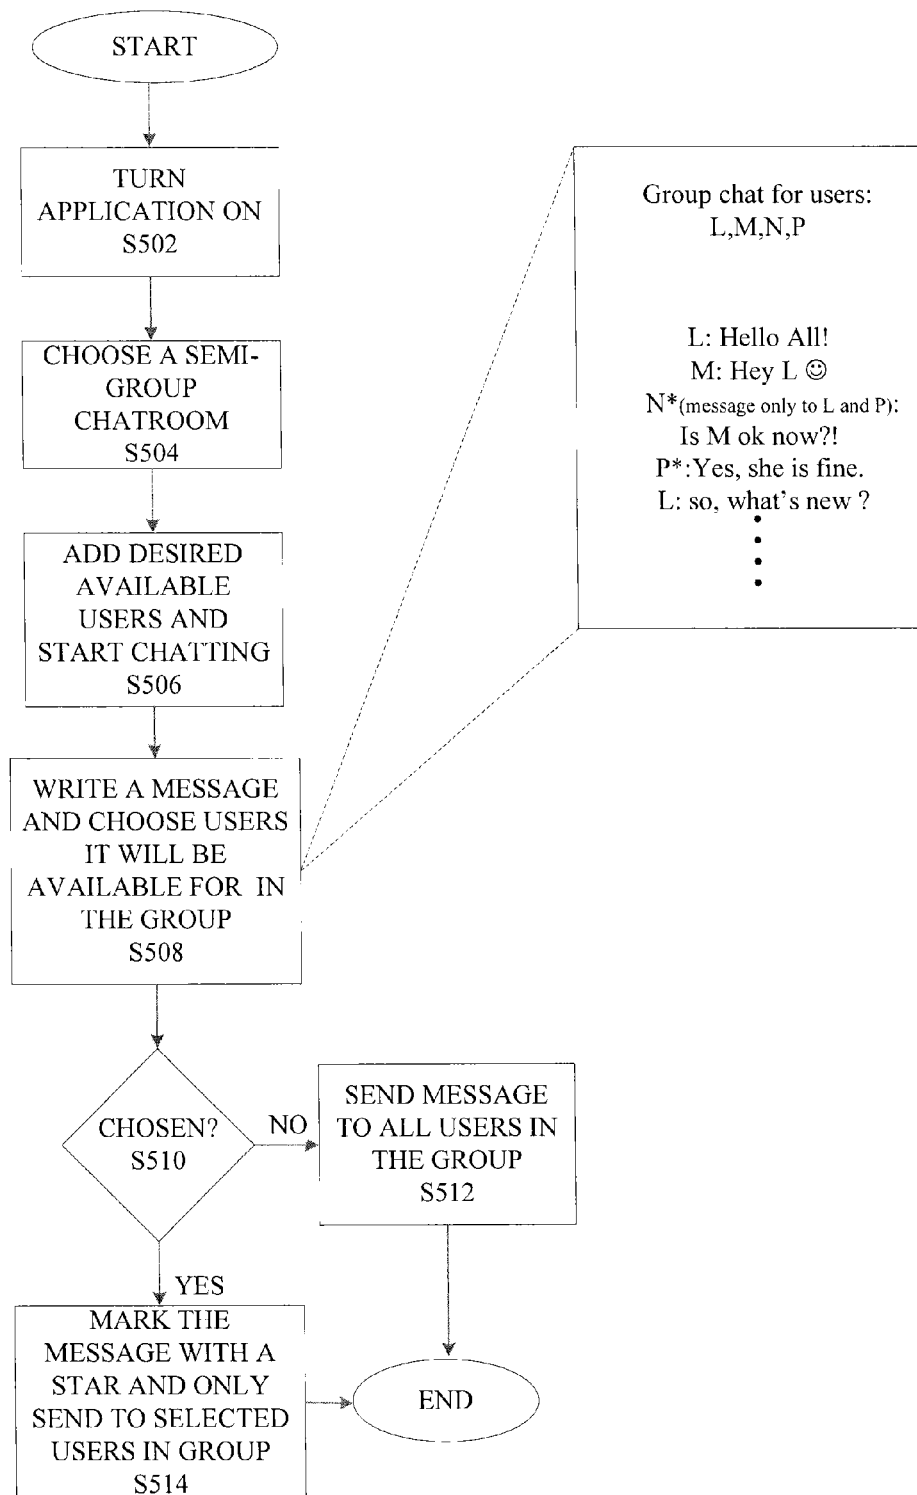 START
TURN
APPLICATION ON
S502
CHOOSE A SEMI-
GROUP
CHATROOM
S504
ADD DESIRED
AVAILABLE
USERS AND
START CHATTING
S506
WRITE A MESSAGE
AND CHOOSE USERS
IT WILL BE
AVAILABLE FOR IN
THE GROUP
S508
Group chat for users:
L,M,N,P
L: Hello All!
M: Hey L ☺
N*(message only to L and P):
Is M ok now?!
P*:Yes, she is fine.
L: so, what's new ?
CHOSEN?
S510
NO
SEND MESSAGE
TO ALL USERS IN
THE GROUP
S512
YES
MARK THE
MESSAGE WITH A
STAR AND ONLY
SEND TO SELECTED
USERS IN GROUP
S514
END